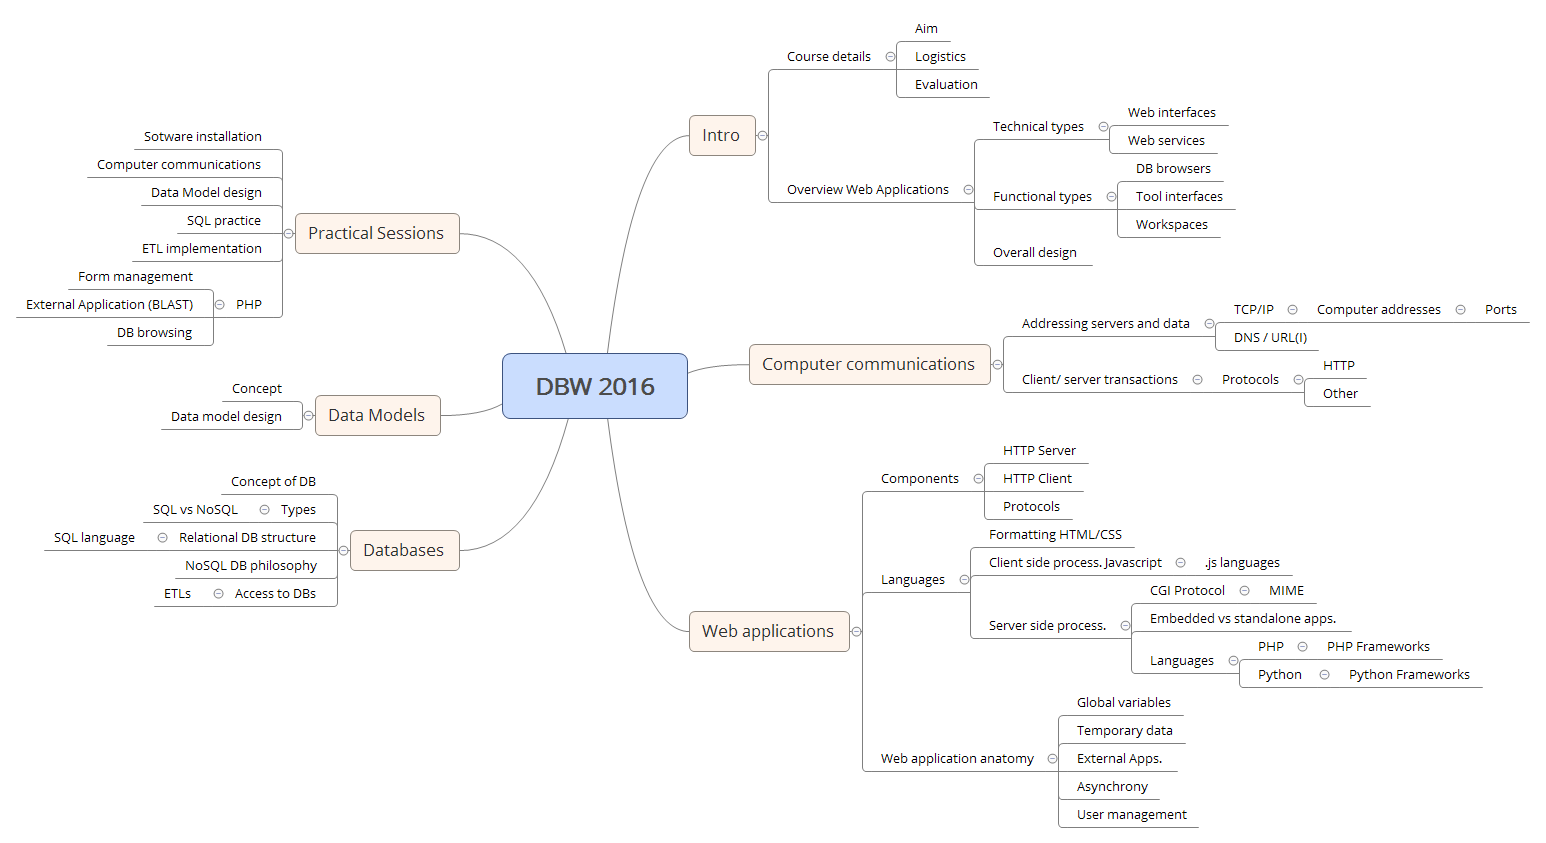 DBW 2016
Intro
Course details
Aim
Logistics
Evaluation
Overview Web Applications
Technical types
Web interfaces
Web services
Functional types
DB browsers
Tool interfaces
Workspaces
Overall design
Computer communications
Addressing servers and data
TCP/IP
Computer addresses
Ports
DNS / URL(I)
Client/ server transactions
Protocols
HTTP
Other
Web applications
Components
HTTP Server
HTTP Client
Protocols
Languages
Formatting HTML/CSS
Client side process. Javascript
.js languages
Server side process.
CGI Protocol
MIME
Embedded vs standalone apps.
Languages
PHP
PHP Frameworks
Python
Python Frameworks
Web application anatomy
Global variables
Temporary data
External Apps.
Asynchrony
User management
Practical Sessions
Sotware installation
Computer communications
Data Model design
SQL practice
ETL implementation
PHP
Form management
External Application (BLAST)
DB browsing
Data Models
Concept
Data model design
Databases
Concept of DB
Types
SQL vs NoSQL
Relational DB structure
SQL language
NoSQL DB philosophy
Access to DBs
ETLs